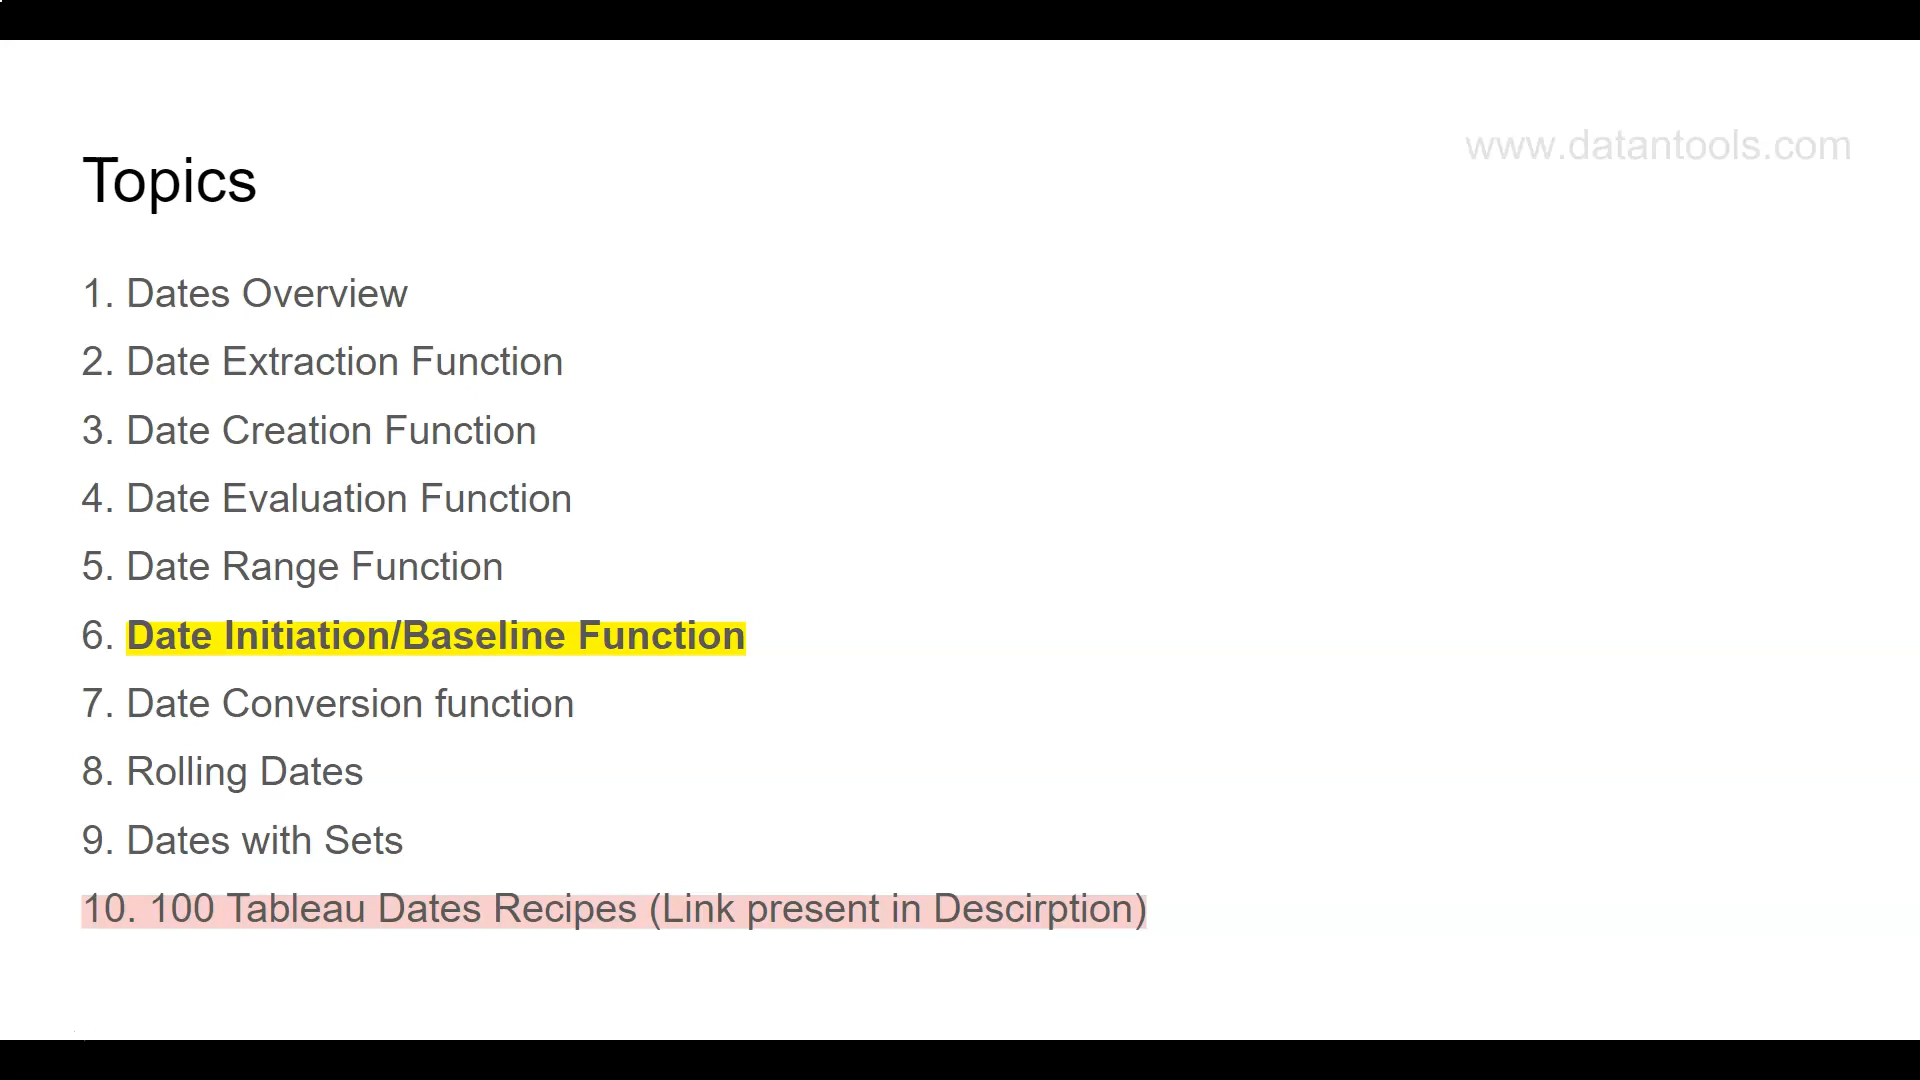 www.datantools.com
Topics
1. Dates Overview
2. Date Extraction Function
3. Date Creation Function
4. Date Evaluation Function
5. Date Range Function
6. Date Initiation/Baseline Function
7. Date Conversion function
8. Rolling Dates
9. Dates with Sets
10. 100 Tableau Dates Recipes (Link present in Descirption)